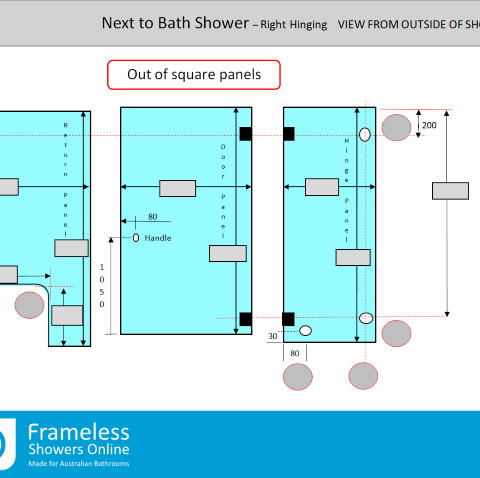 Next to Bath Shower – Right Hinging VIEW FROM OUTSIDE OF SH
Out of square panels
Return Panel
Door Panel
Hinge Panel
200
80
Handle
1050
30
80
Frameless
Showers Online
Made for Australian Bathrooms